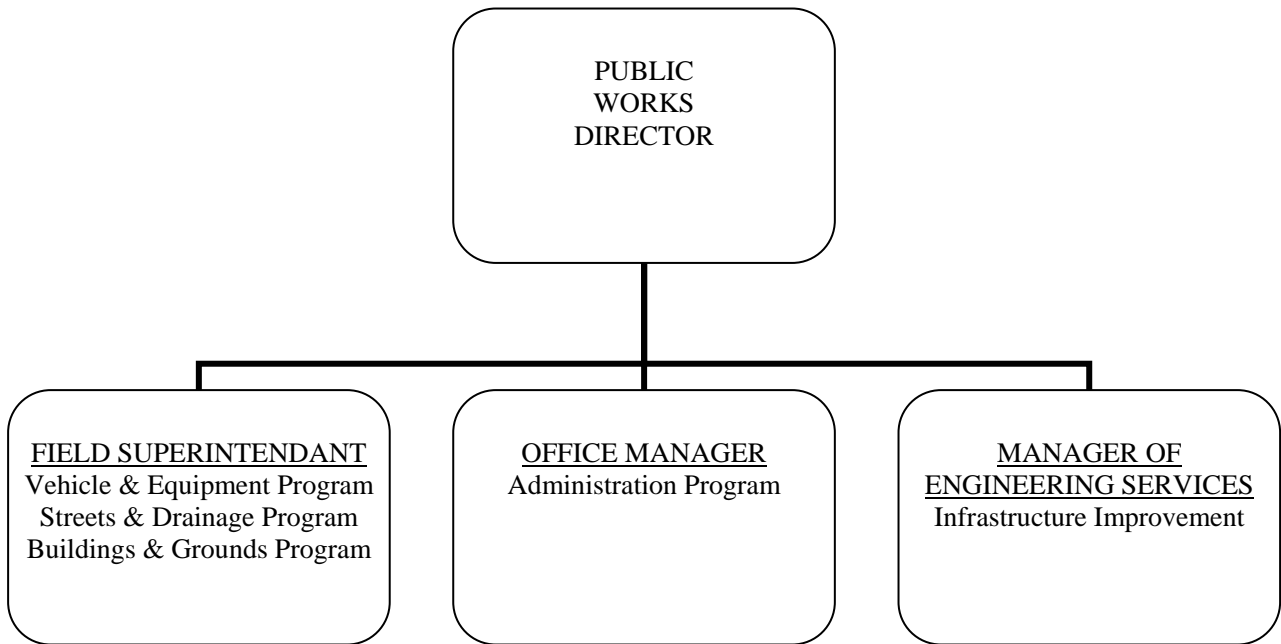 PUBLIC
WORKS
DIRECTOR
FIELD SUPERINTENDANT
Vehicle & Equipment Program
Streets & Drainage Program
Buildings & Grounds Program
OFFICE MANAGER
Administration Program
MANAGER OF
ENGINEERING SERVICES
Infrastructure Improvement